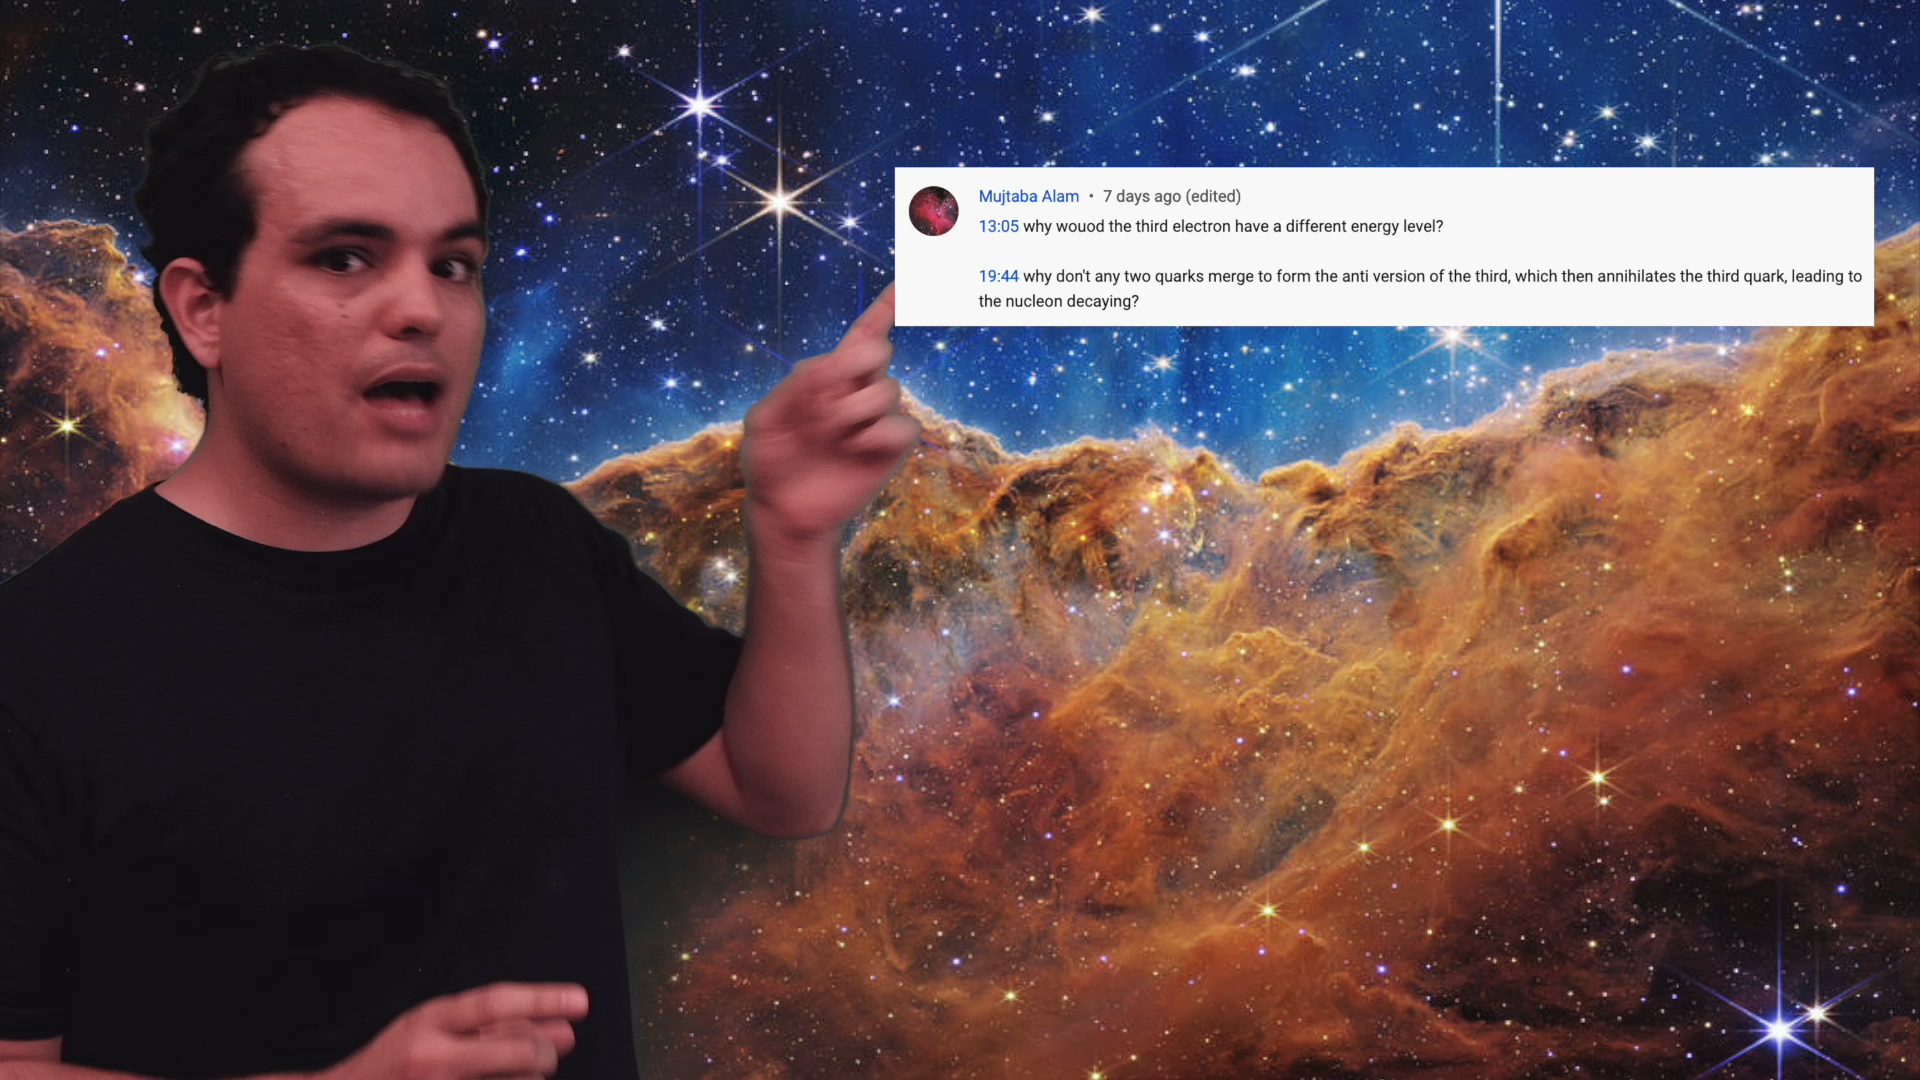 Mujtaba Alam • 7 days ago (edited)
13:05 why wouod the third electron have a different energy level?
19:44 why don't any two quarks merge to form the anti version of the third, which then annihilates the third quark, leading to
the nucleon decaying?